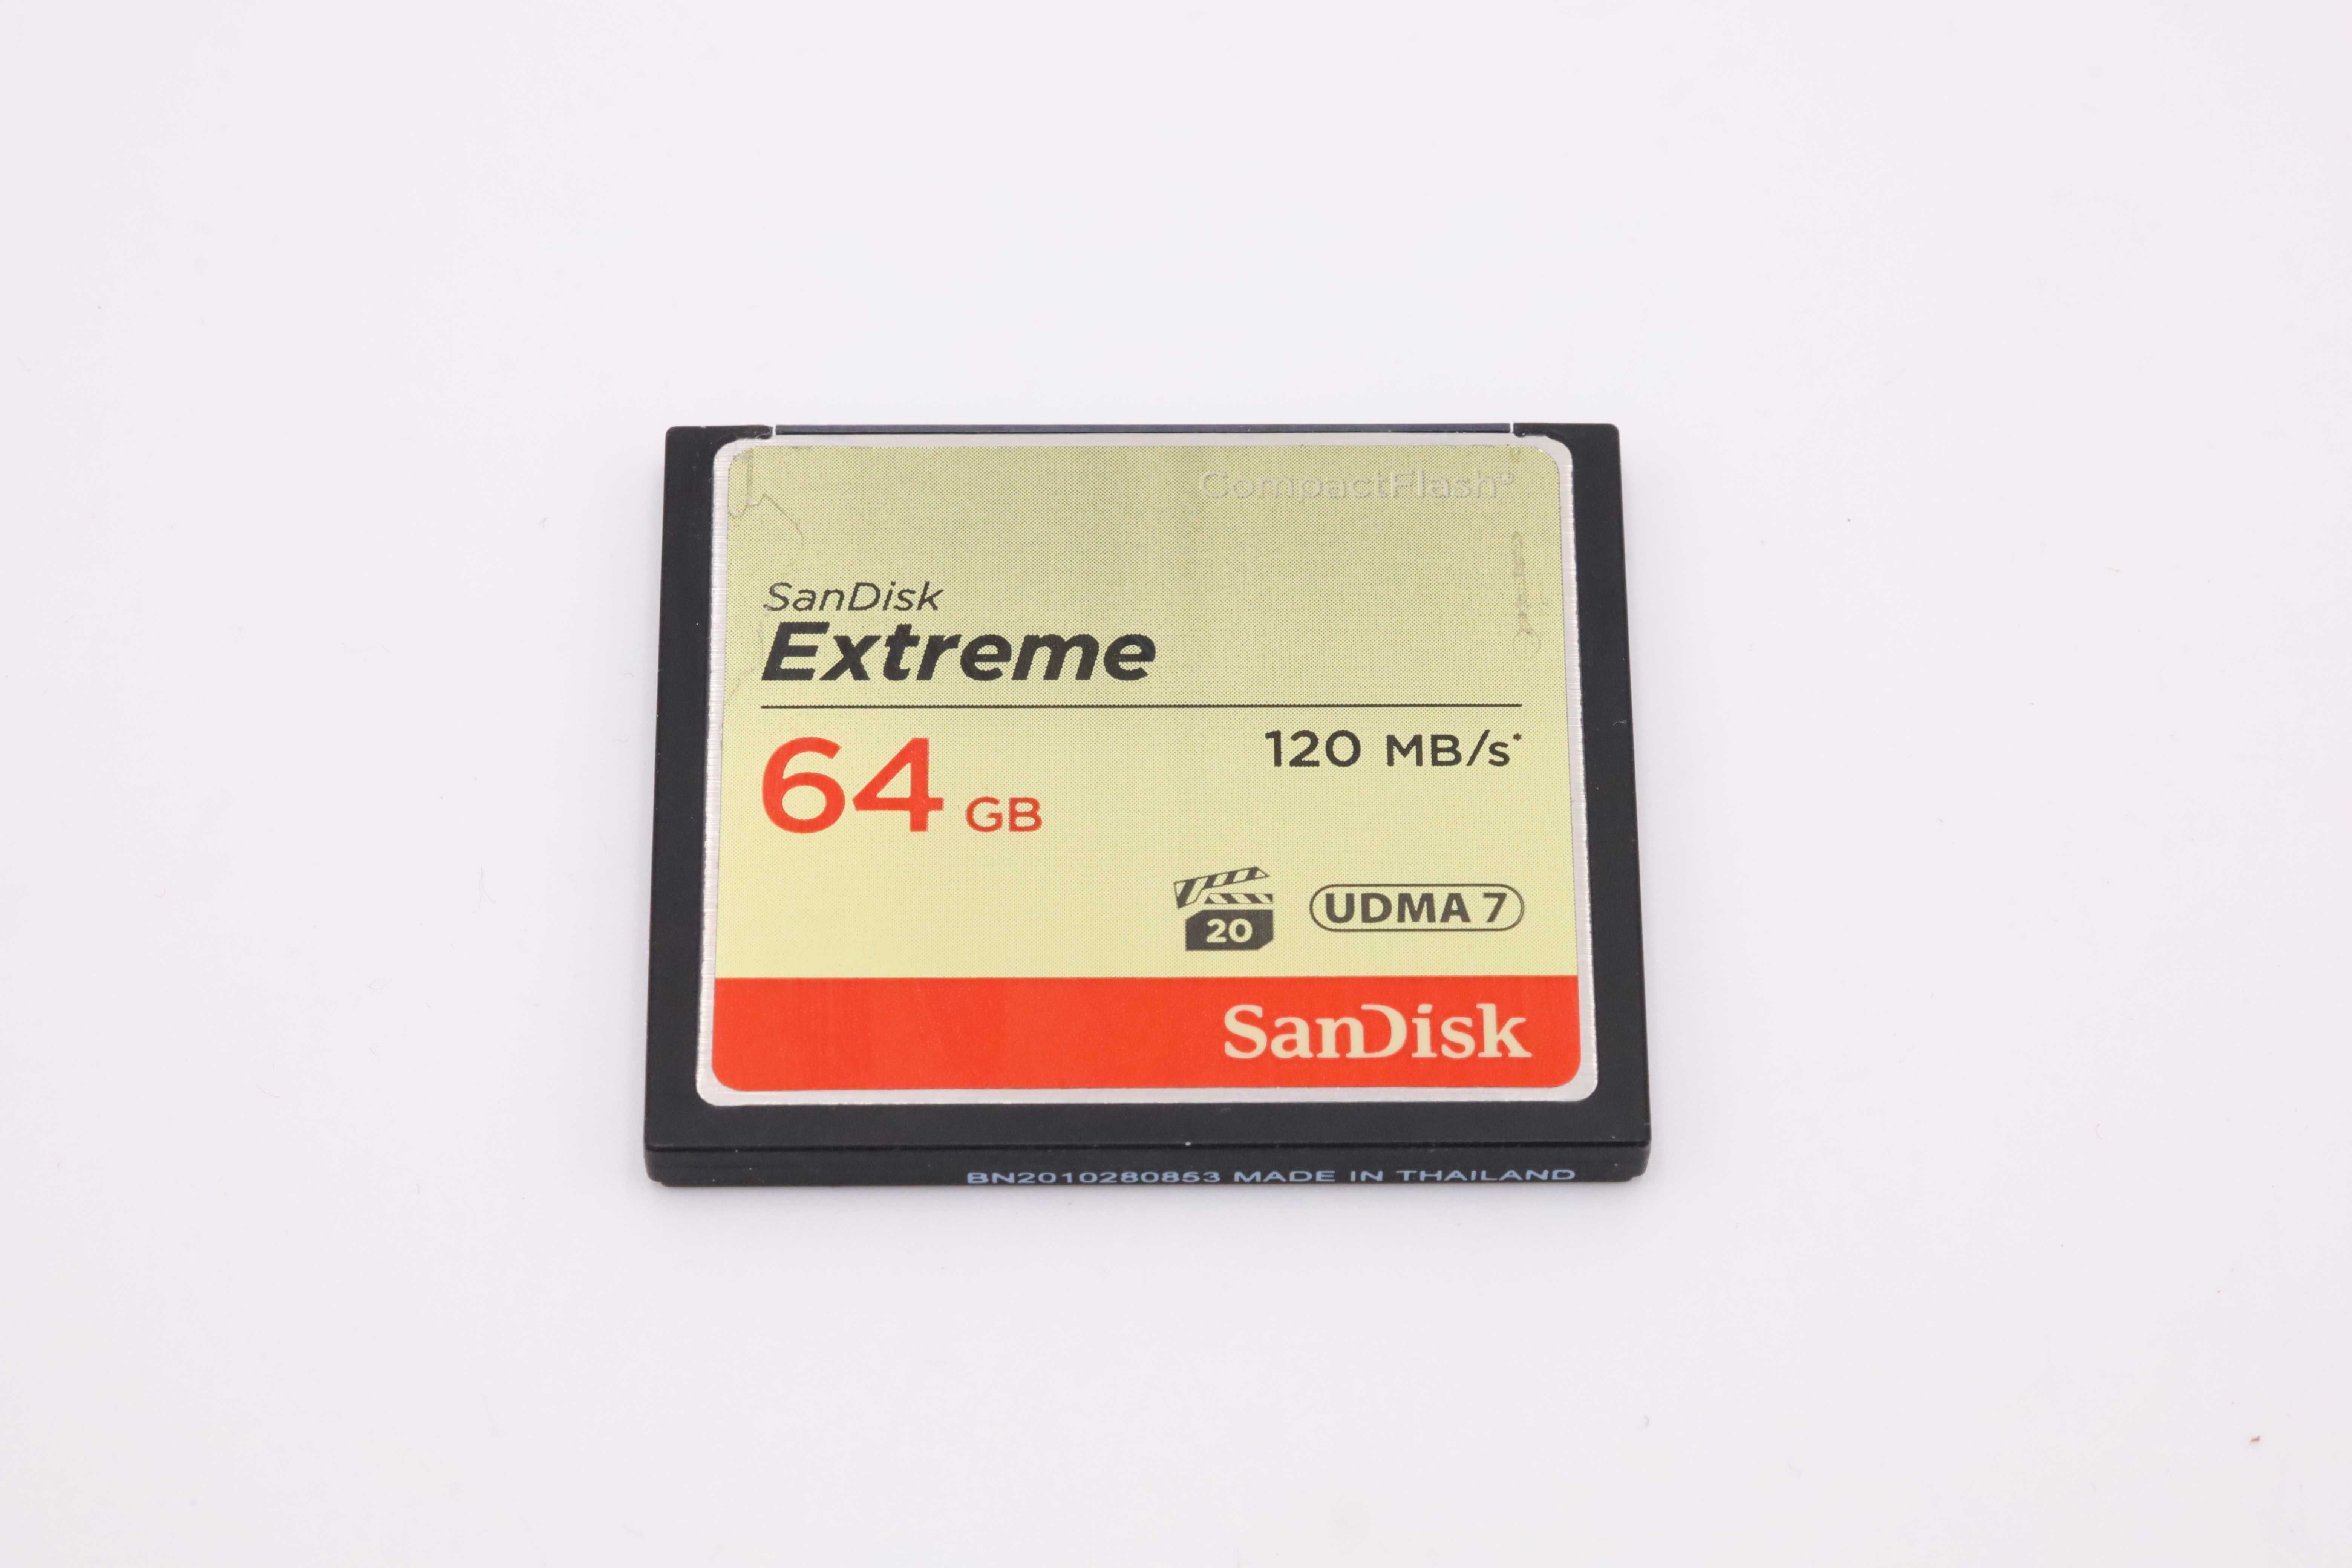 CompactFlash®
SanDisk
Extreme
64 GB
120 MB/s*
20
UDMA 7
SanDisk
BN2010280853 MADE IN THAILAND